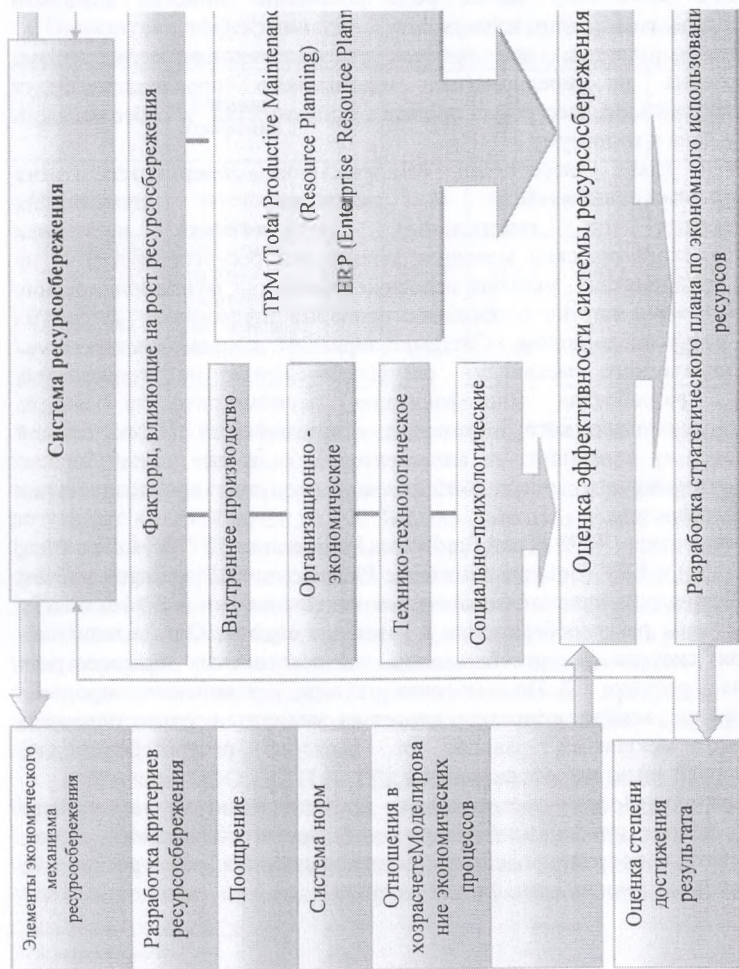 Элементы экономического
механизма
ресурсосбережения
Разработка критериев
ресурсосбережения
Поощрение
Система норм
Отношения в
хозрасчетеМоделирова
ние экономических
процессов
Оценка степени
достижения
результата
Система ресурсосбережения
Факторы, влияющие на рост ресурсосбережения
Внутреннее производство
Организационно -
экономические
Технико-технологическое
Социально-психологические
TPM (Total Productive Maintenanc
(Resource Planning)
ERP (Enterprise Resource Plann
Оценка эффективности системы ресурсосбережения
Разработка стратегического плана по экономного использовани
ресурсов